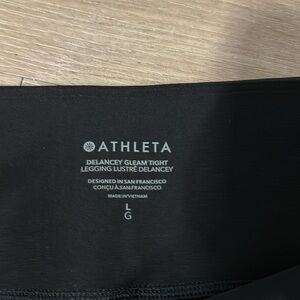 ATHLETA
DELANCEY GLEAM TIGHT
LEGGING LUSTRÉ DELANCEY
DESIGNED IN SAN FRANCISCO
CONÇU À SAN FRANCISCO
MADE IN VIETNAM
L
G